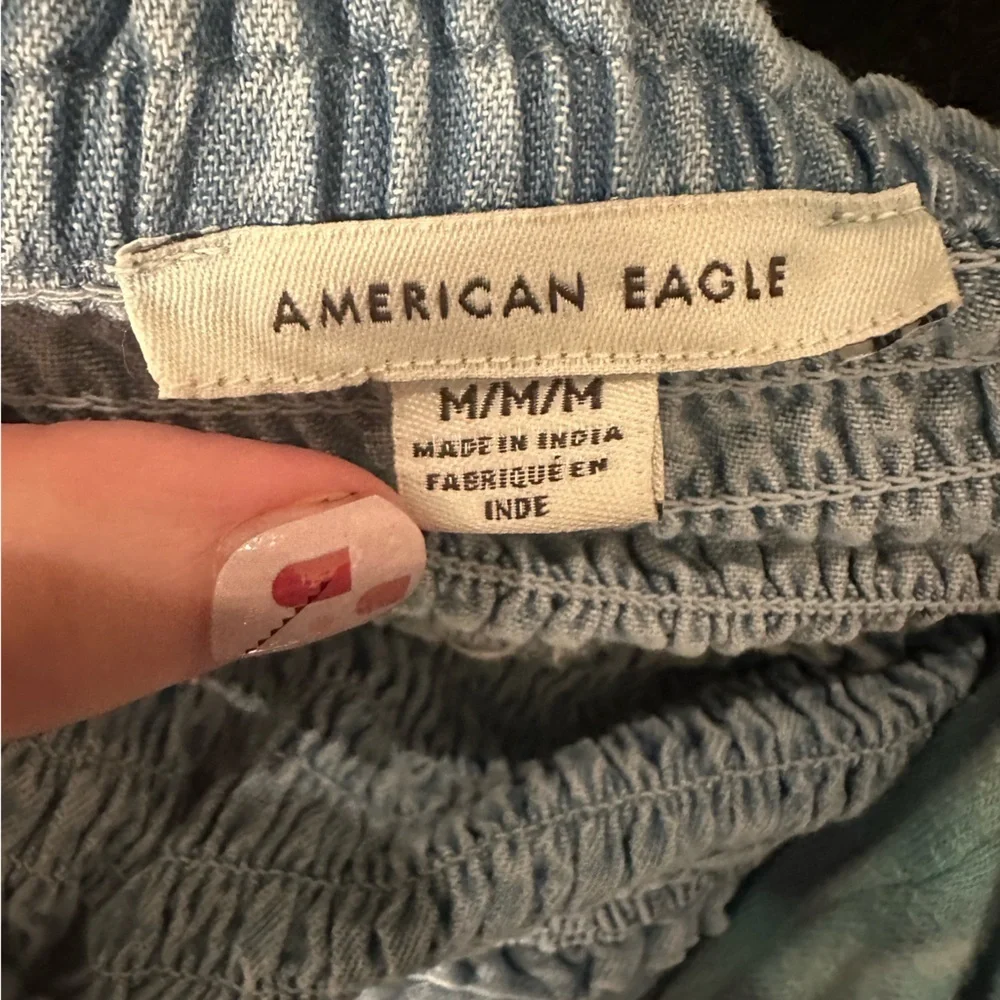 AMERICAN EAGLE
M/M/M
MADE IN INDIA
FABRIQUÉ EN
INDE